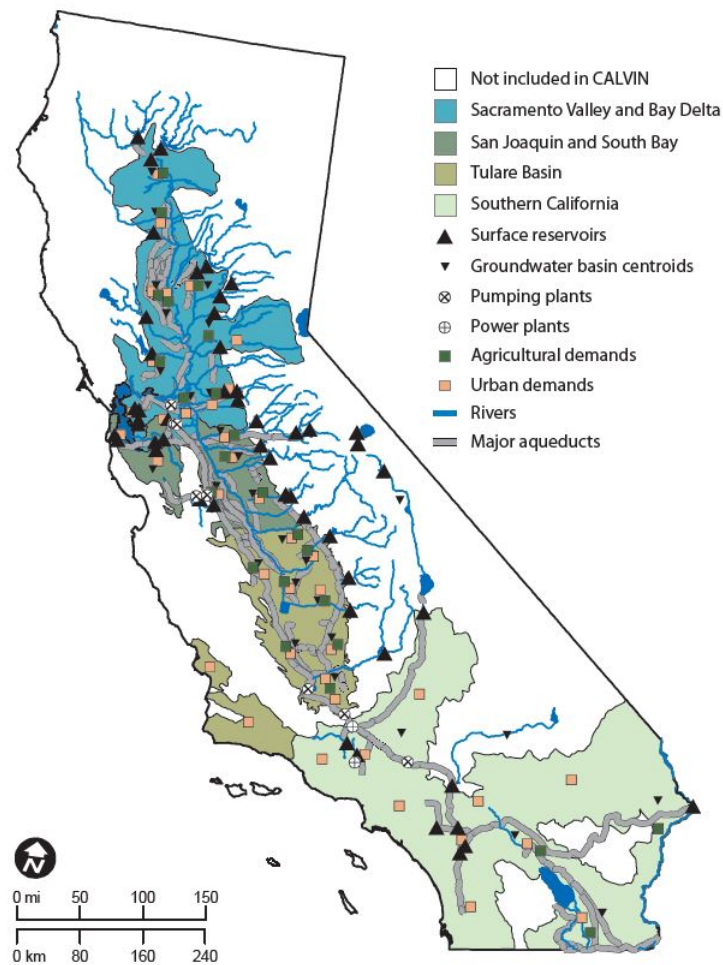 Not included in CALVIN
Sacramento Valley and Bay Delta
San Joaquin and South Bay
Tulare Basin
Southern California
Surface reservoirs
Groundwater basin centroids
Pumping plants
Power plants
Agricultural demands
Urban demands
Rivers
Major aqueducts
N
0 mi 50 100 150
0 km 80 160 240